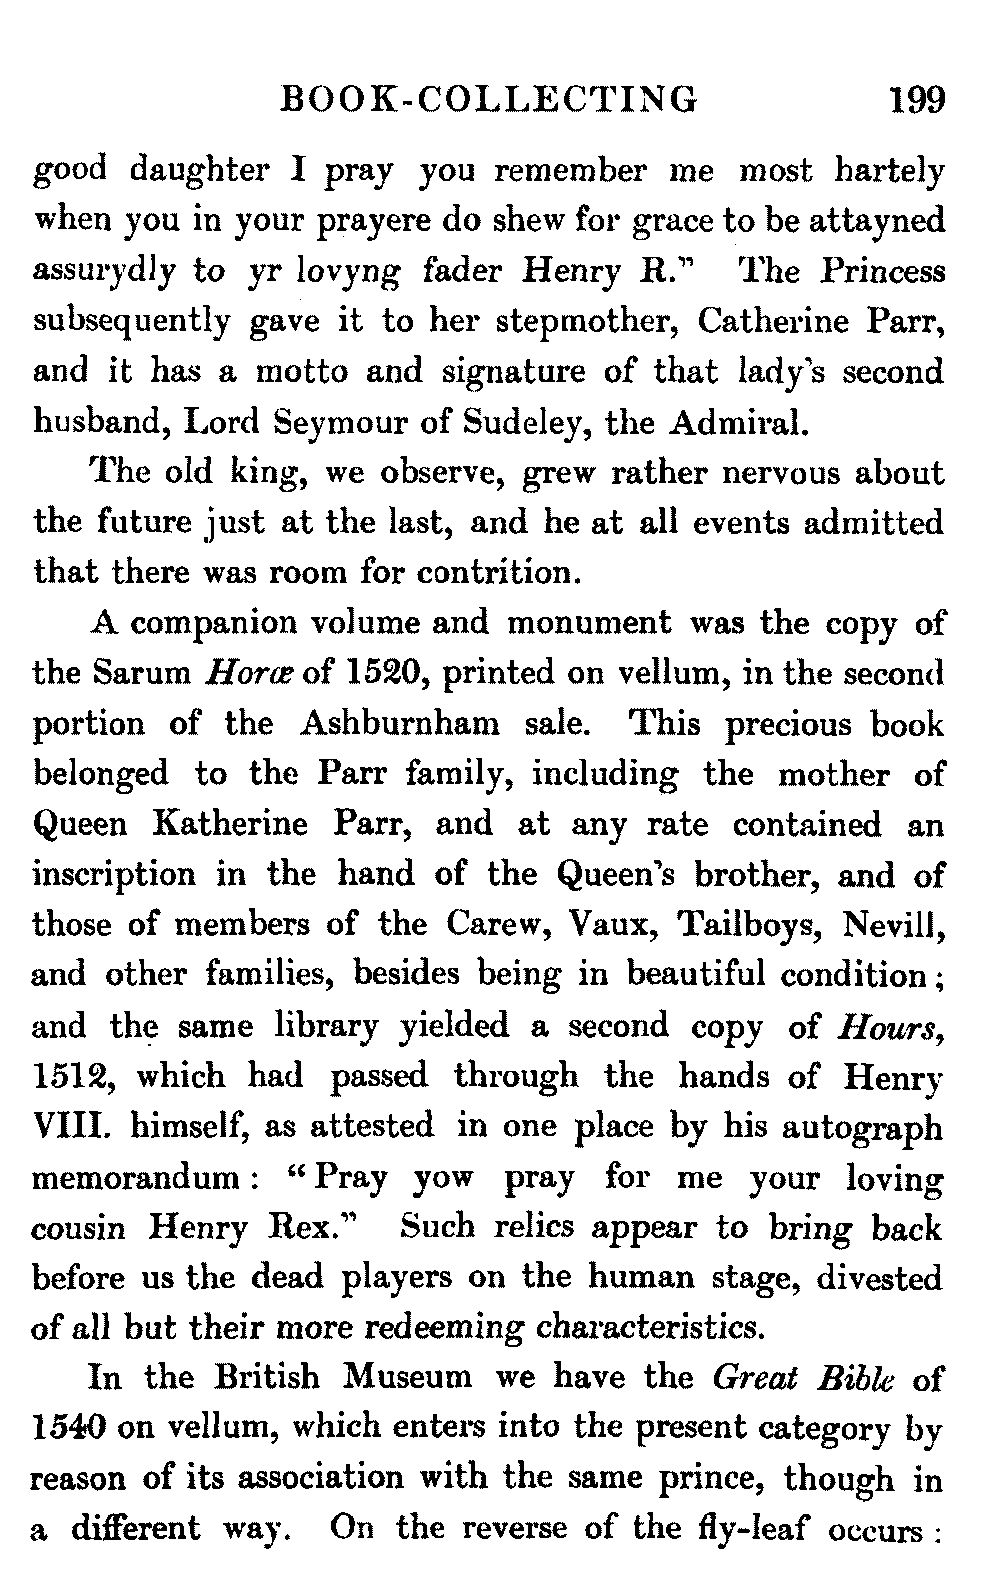 BOOK-COLLECTING 199
good daughter I pray you remember me most hartely
when you in your prayere do shew for grace to be attayned
assurydly to yr lovyng fader Henry R.” The Princess
subsequently gave it to her stepmother, Catherine Parr,
and it has a motto and signature of that lady's second
husband, Lord Seymour of Sudeley, the Admiral.
The old king, we observe, grew rather nervous about
the future just at the last, and he at all events admitted
that there was room for contrition.
A companion volume and monument was the copy of
the Sarum Horæ of 1520, printed on vellum, in the second
portion of the Ashburnham sale. This precious book
belonged to the Parr family, including the mother of
Queen Katherine Parr, and at any rate contained an
inscription in the hand of the Queen's brother, and of
those of members of the Carew, Vaux, Tailboys, Nevill,
and other families, besides being in beautiful condition;
and the same library yielded a second copy of Hours,
1512, which had passed through the hands of Henry
VIII. himself, as attested in one place by his autograph
memorandum: “Pray yow pray for me your loving
cousin Henry Rex.” Such relics appear to bring back
before us the dead players on the human stage, divested
of all but their more redeeming characteristics.
In the British Museum we have the Great Bible of
1540 on vellum, which enters into the present category by
reason of its association with the same prince, though in
a different way. On the reverse of the fly-leaf occurs: